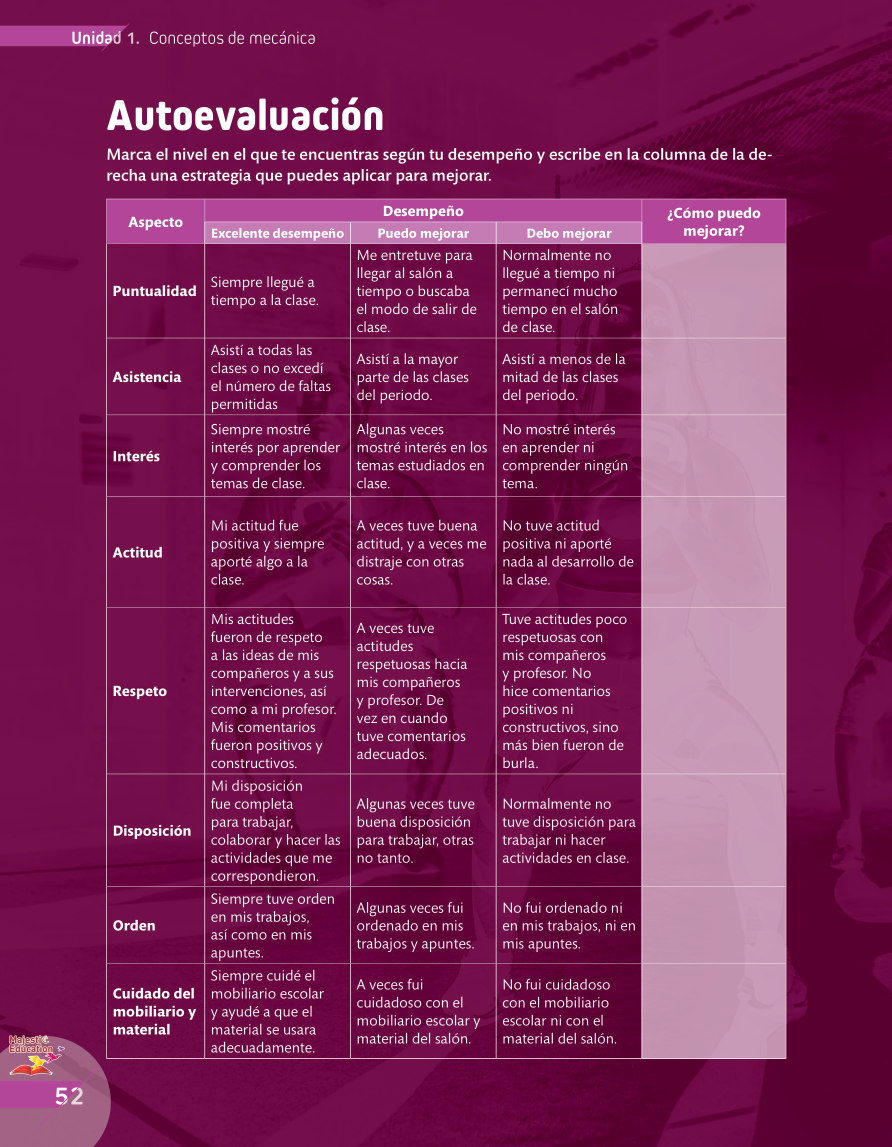 Unidad 1. Conceptos de mecánica
Autoevaluación
Marca el nivel en el que te encuentras según tu desempeño y escribe en la columna de la de-
recha una estrategia que puedes aplicar para mejorar.
Aspecto
Desempeño
¿Cómo puedo
mejorar?
Excelente desempeño
Puedo mejorar
Debo mejorar
Puntualidad
Siempre llegué a
tiempo a la clase.
Me entretuve para
llegar al salón a
tiempo o buscaba
el modo de salir de
clase.
Normalmente no
llegué a tiempo ni
permanecí mucho
tiempo en el salón
de clase.
Asistencia
Asistí a todas las
clases o no excedí
el número de faltas
permitidas
Asistí a la mayor
parte de las clases
del periodo.
Asistí a menos de la
mitad de las clases
del periodo.
Interés
Siempre mostré
interés por aprender
y comprender los
temas de clase.
Algunas veces
mostré interés en los
temas estudiados en
clase.
No mostré interés
en aprender ni
comprender ningún
tema.
Actitud
Mi actitud fue
positiva y siempre
aporté algo a la
clase.
A veces tuve buena
actitud, y a veces me
distraje con otras
cosas.
No tuve actitud
positiva ni aporté
nada al desarrollo de
la clase.
Respeto
Mis actitudes
fueron de respeto
a las ideas de mis
compañeros y a sus
intervenciones, así
como a mi profesor.
Mis comentarios
fueron positivos y
constructivos.
A veces tuve
actitudes
respetuosas hacia
mis compañeros
y profesor. De
vez en cuando
tuve comentarios
adecuados.
Tuve actitudes poco
respetuosas con
mis compañeros
y profesor. No
hice comentarios
positivos ni
constructivos, sino
más bien fueron de
burla.
Disposición
Mi disposición
fue completa
para trabajar,
colaborar y hacer las
actividades que me
correspondieron.
Algunas veces tuve
buena disposición
para trabajar, otras
no tanto.
Normalmente no
tuve disposición para
trabajar ni hacer
actividades en clase.
Orden
Siempre tuve orden
en mis trabajos,
así como en mis
apuntes.
Algunas veces fui
ordenado en mis
trabajos y apuntes.
No fui ordenado ni
en mis trabajos, ni en
mis apuntes.
Cuidado del
mobiliario y
material
Siempre cuidé el
mobiliario escolar
y ayudé a que el
material se usara
adecuadamente.
A veces fui
cuidadoso con el
mobiliario escolar y
material del salón.
No fui cuidadoso
con el mobiliario
escolar ni con el
material del salón.
Majestic
Education
52